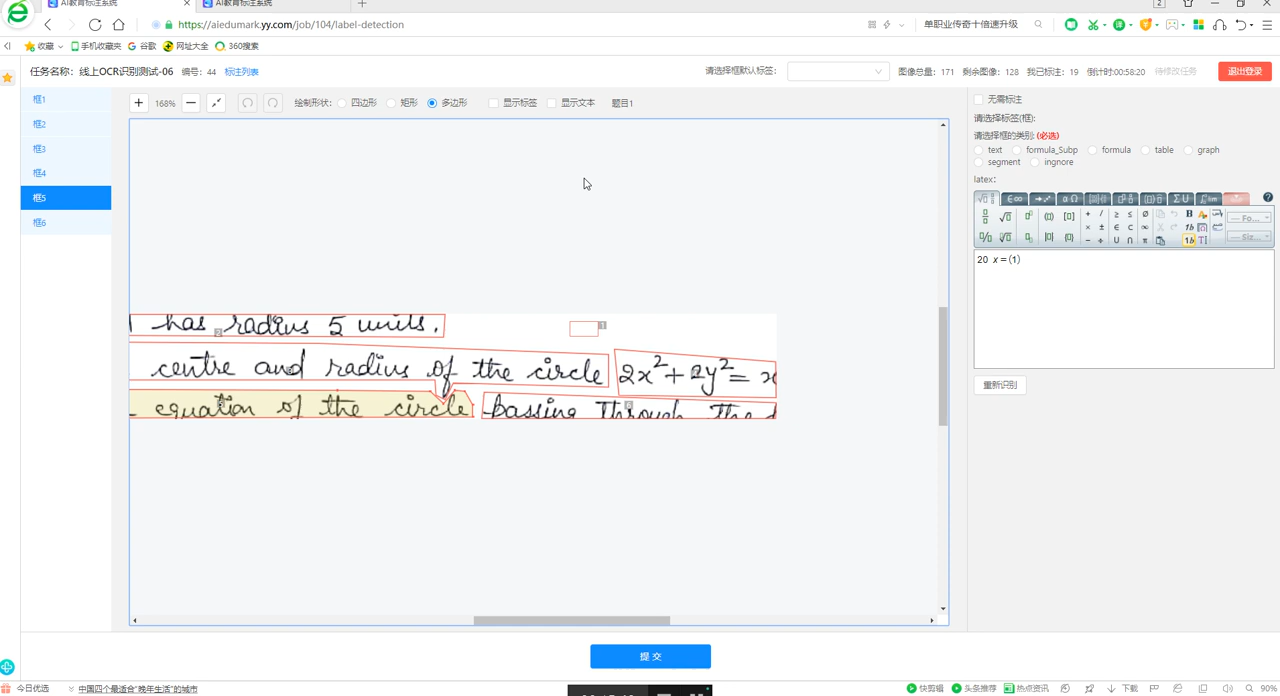 AI教育标注系统
AI教育标注系统
2
https://aiedumark.yy.com/job/104/label-detection
单职业传奇十倍速升级
收藏 手机收藏夹 谷歌 网址大全 360搜索
任务名称：线上OCR识别测试-06 编号：44 标注列表
请选择框默认标签：
图像总量：171 剩余图像：128 我已标注：19 倒计时:00:58:20 待修改任务 退出登录
框1
框2
框3
框4
框5
框6
168% 绘制形状： 四边形 矩形 多边形 显示标签 显示文本 题目1
has radius 5 units.
centre and radius of the circle 2x²+2y²= x
equation of the circle passing through the
无需标注
请选择标签(框):
请选择框的类别: (必选)
text formula_Subp formula table graph
segment ingnore
latex:
20 x=(1)
重新识别
提交
今日优选 中国四个最适合"晚年生活"的城市
快剪辑 头条推荐 热点资讯 下载 90%